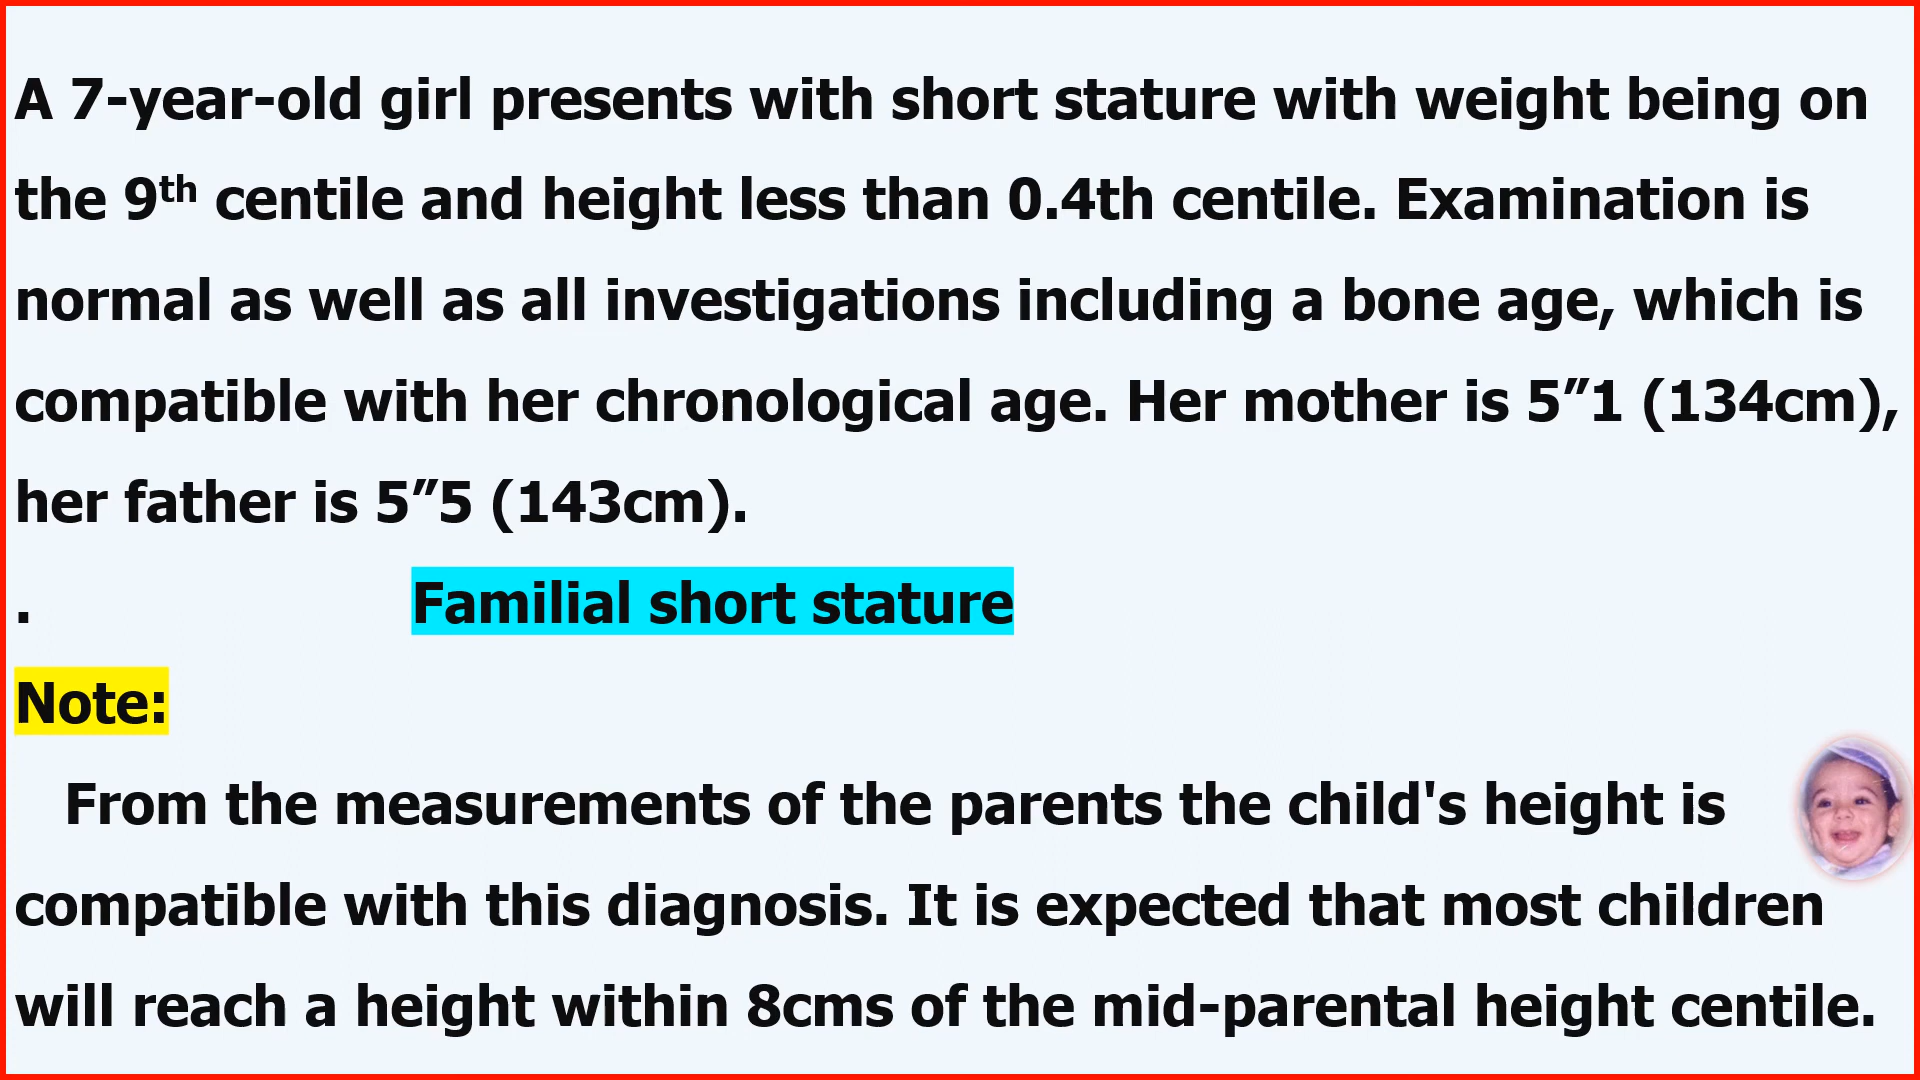 A 7-year-old girl presents with short stature with weight being on
the 9th centile and height less than 0.4th centile. Examination is
normal as well as all investigations including a bone age, which is
compatible with her chronological age. Her mother is 5″1 (134cm),
her father is 5″5 (143cm).
. Familial short stature
Note:
From the measurements of the parents the child's height is
compatible with this diagnosis. It is expected that most children
will reach a height within 8cms of the mid-parental height centile.